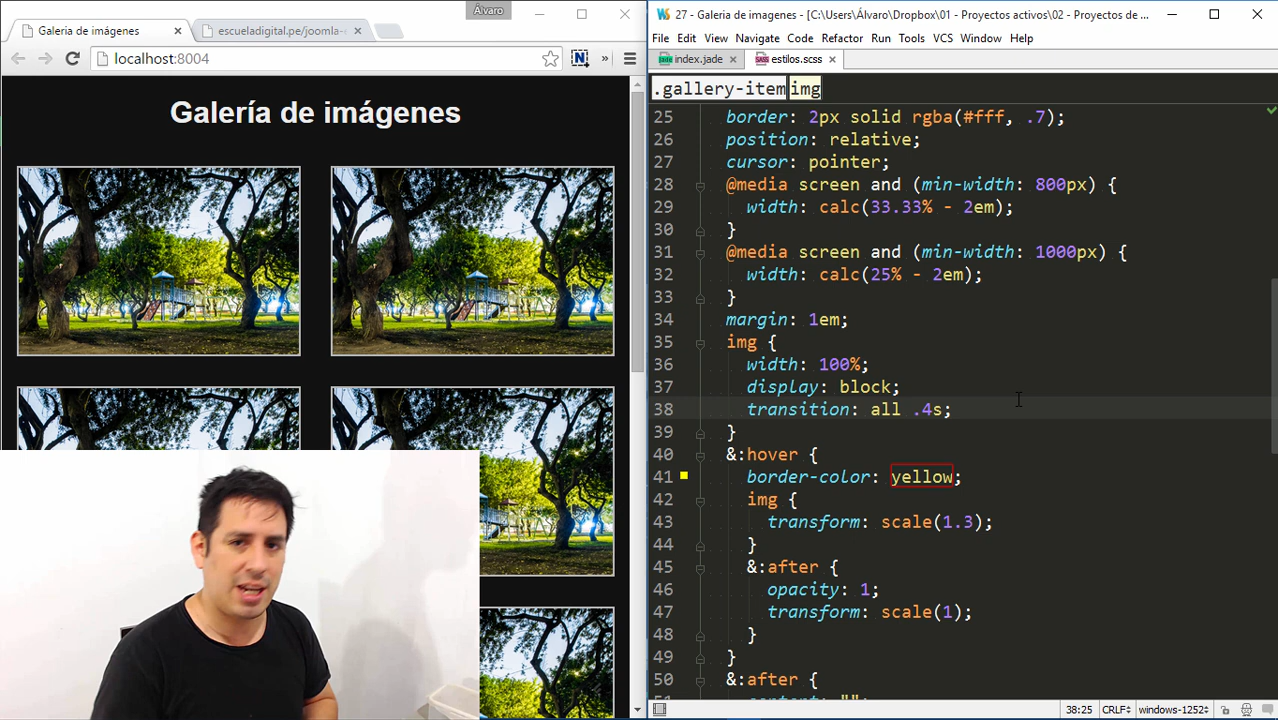 Álvaro
Galería de imágenes
escueladigital.pe/joomla-
localhost:8004
N
»
Galería de imágenes
WS
27 - Galeria de imagenes - [C:\Users\Álvaro\Dropbox\01 - Proyectos activos\02 - Proyectos de ...
File Edit View Navigate Code Refactor Run Tools VCS Window Help
index.jade
estilos.scss
.gallery-item img
25 border: 2px solid rgba(#fff, .7);
26 position: relative;
27 cursor: pointer;
28 @media screen and (min-width: 800px) {
29 width: calc(33.33% - 2em);
30 }
31 @media screen and (min-width: 1000px) {
32 width: calc(25% - 2em);
33 }
34 margin: 1em;
35 img {
36 width: 100%;
37 display: block;
38 transition: all .4s;
39 }
40 &:hover {
41 border-color: yellow;
42 img {
43 transform: scale(1.3);
44 }
45 &:after {
46 opacity: 1;
47 transform: scale(1);
48 }
49 }
50 &:after {
51 content: "";
38:25 CRLF÷ windows-1252÷